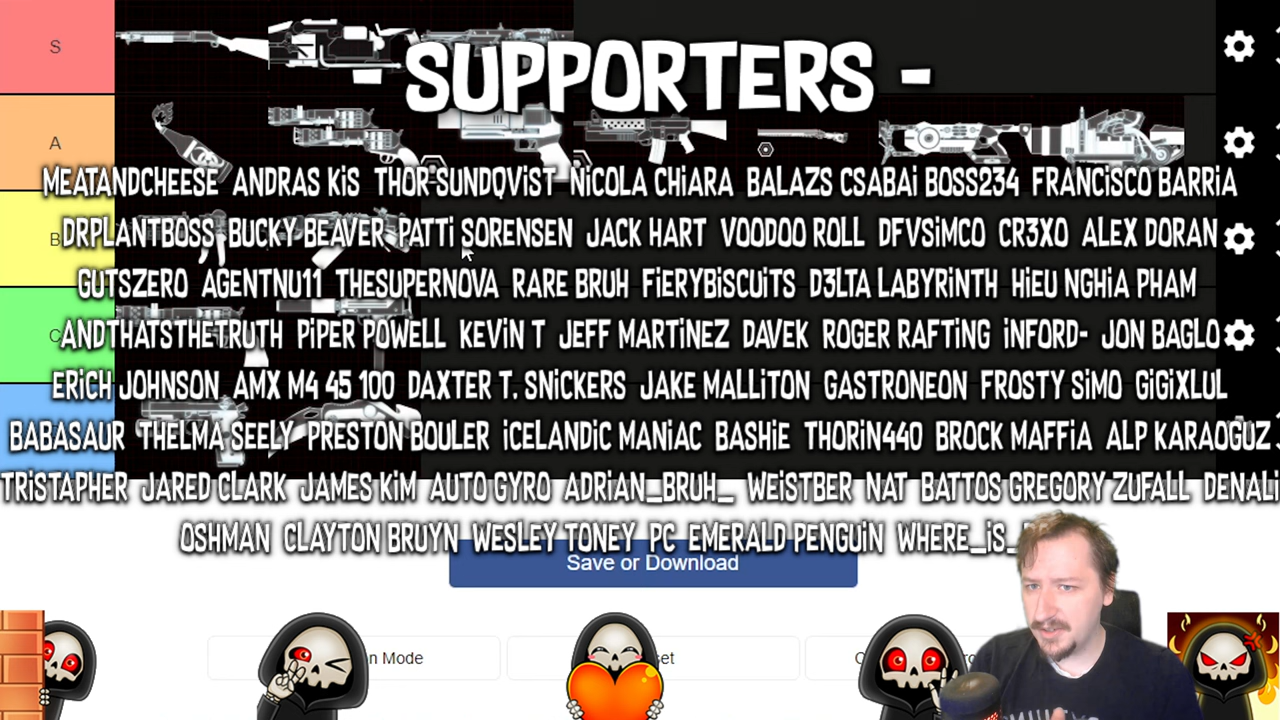 S
- SUPPORTERS -
A
MEATANDCHEESE ANDRAS KiS THOR SUNDQViST NiCOLA CHiARA BALAZS CSABAi BOSS234 FRANCiSCO BARRiA
DRPLANTBOSS BUCKY BEAVER PATTi SORENSEN JACK HART VOODOO ROLL DFVSiMCO CR3XO ALEX DORAN
B
GUTSZERO AGENTNU11 THESUPERNOVA RARE BRUH FiERYBiSCUiTS D3LTA LABYRiNTH HiEU NGHiA PHAM
C
ANDTHATSTHETRUTH PiPER POWELL KEViN T JEFF MARTiNEZ DAVEK ROGER RAFTiNG iNFORD- JON BAGLO
ERiCH JOHNSON AMX M4 45 100 DAXTER T. SNiCKERS JAKE MALLiTON GASTRONEON FROSTY SiMO GiGiXLUL
BABASAUR THELMA SEELY PRESTON BOULER iCELANDiC MANiAC BASHiE THORiN440 BROCK MAFFiA ALP KARAOĞUZ
TRiSTAPHER JARED CLARK JAMES KiM AUTO GYRO ADRiAN_BRUH_ WEiSTBER NAT BATTOS GREGORY ZUFALL DENALi
OSHMAN CLAYTON BRUYN WESLEY TONEY PC EMERALD PENGUiN WHERE_iS_
Save or Download
Mode